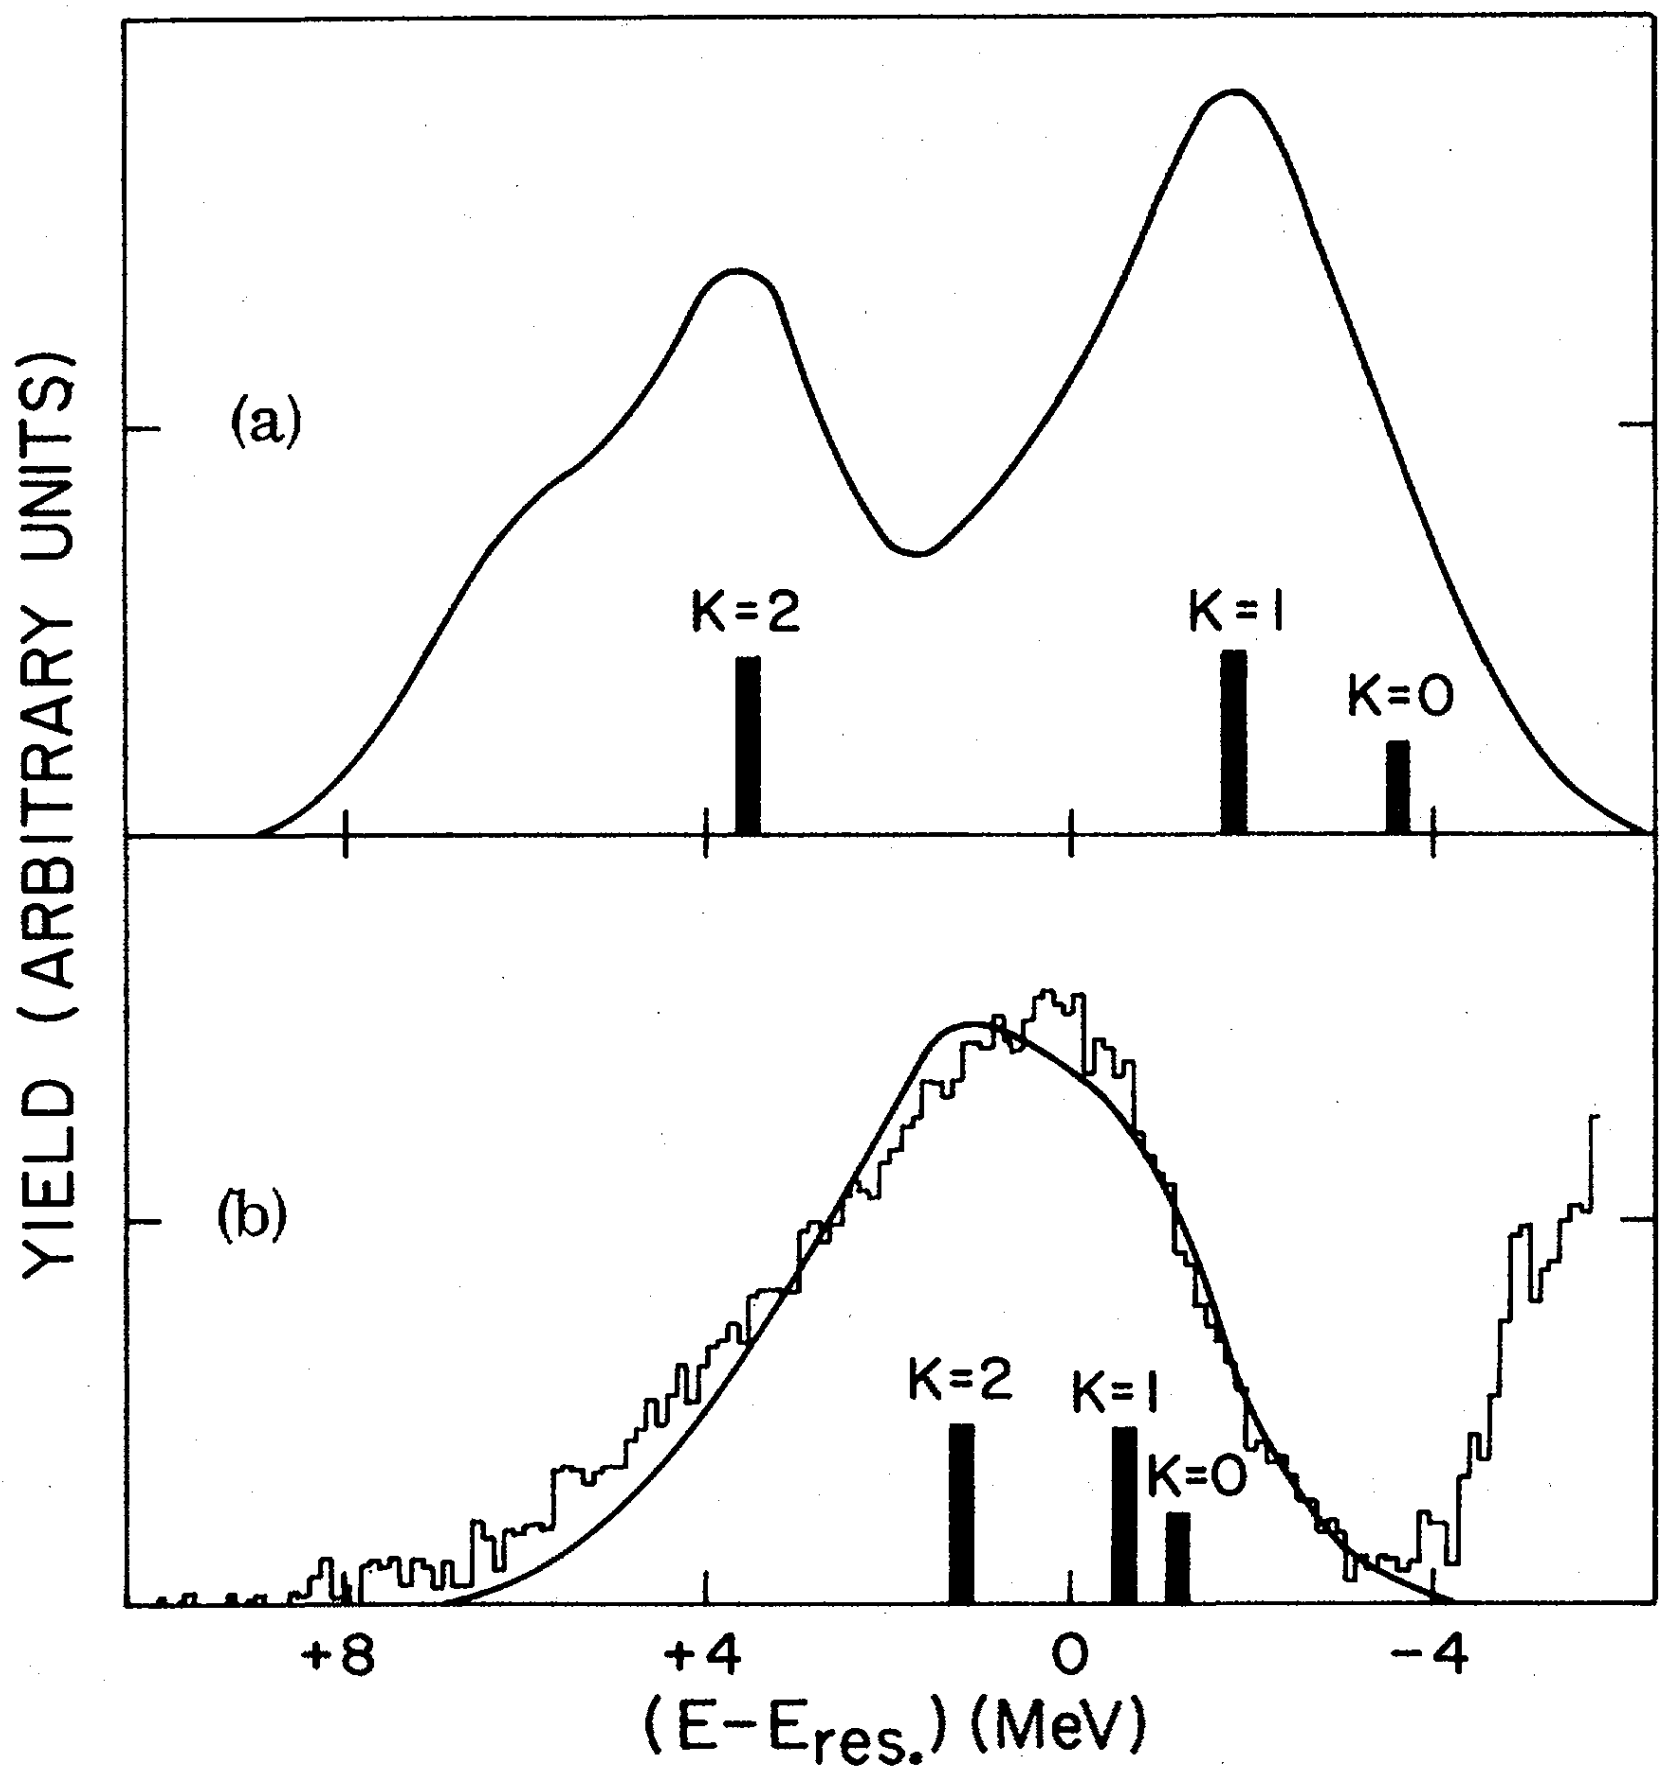 YIELD (ARBITRARY UNITS)
(a)
K=2
K=1
K=0
(b)
K=2
K=1
K=0
+8 +4 0 -4
(E-Eres.) (MeV)